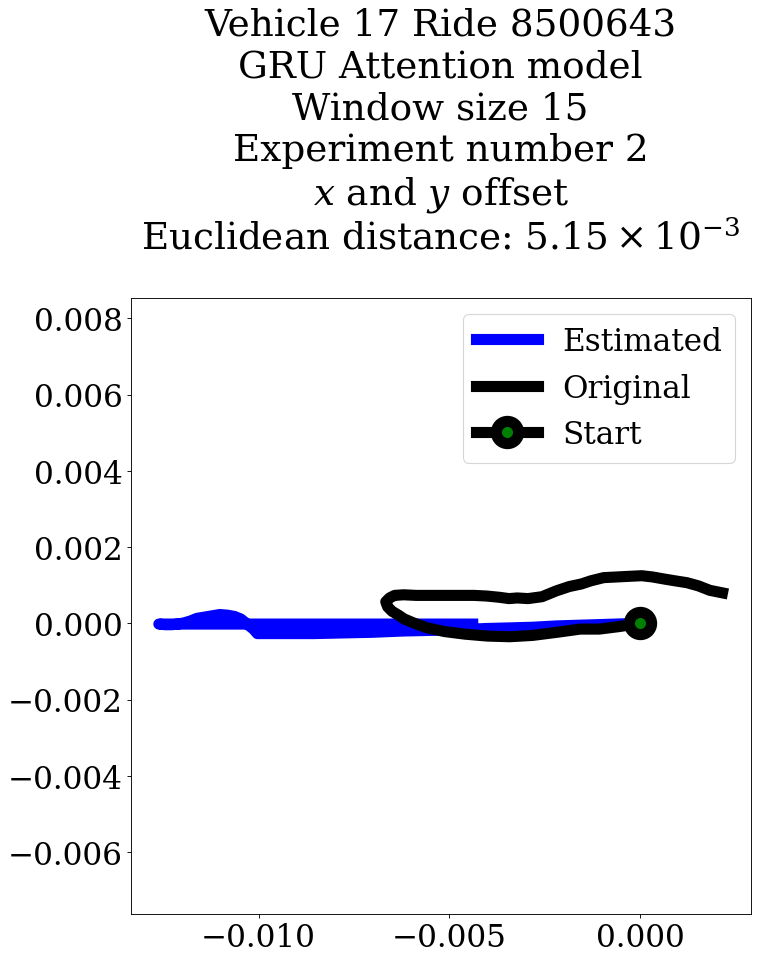 Vehicle 17 Ride 8500643
GRU Attention model
Window size 15
Experiment number 2
x and y offset
Euclidean distance: 5.15 × 10⁻³
Estimated
Original
Start
0.008
0.006
0.004
0.002
0.000
−0.002
−0.004
−0.006
−0.010
−0.005
0.000